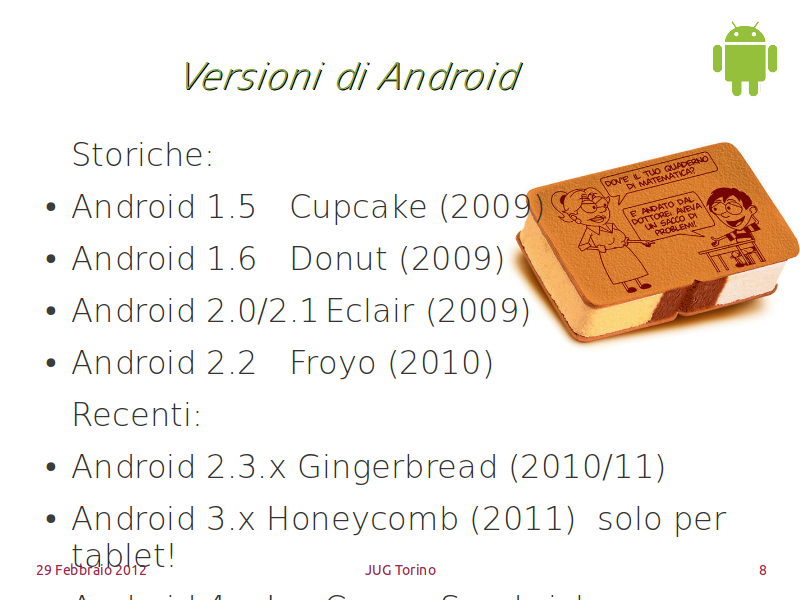 Versioni di Android
Storiche:
• Android 1.5 Cupcake (2009)
• Android 1.6 Donut (2009)
• Android 2.0/2.1 Eclair (2009)
• Android 2.2 Froyo (2010)
Recenti:
• Android 2.3.x Gingerbread (2010/11)
• Android 3.x Honeycomb (2011) solo per
tablet!
DOV'E IL TUO QUADERNO
DI MATEMATICA?
E ANDATO DAL
DOTTORE: AVEVA
UN SACCO DI
PROBLEMI!
29 Febbraio 2012
JUG Torino
8